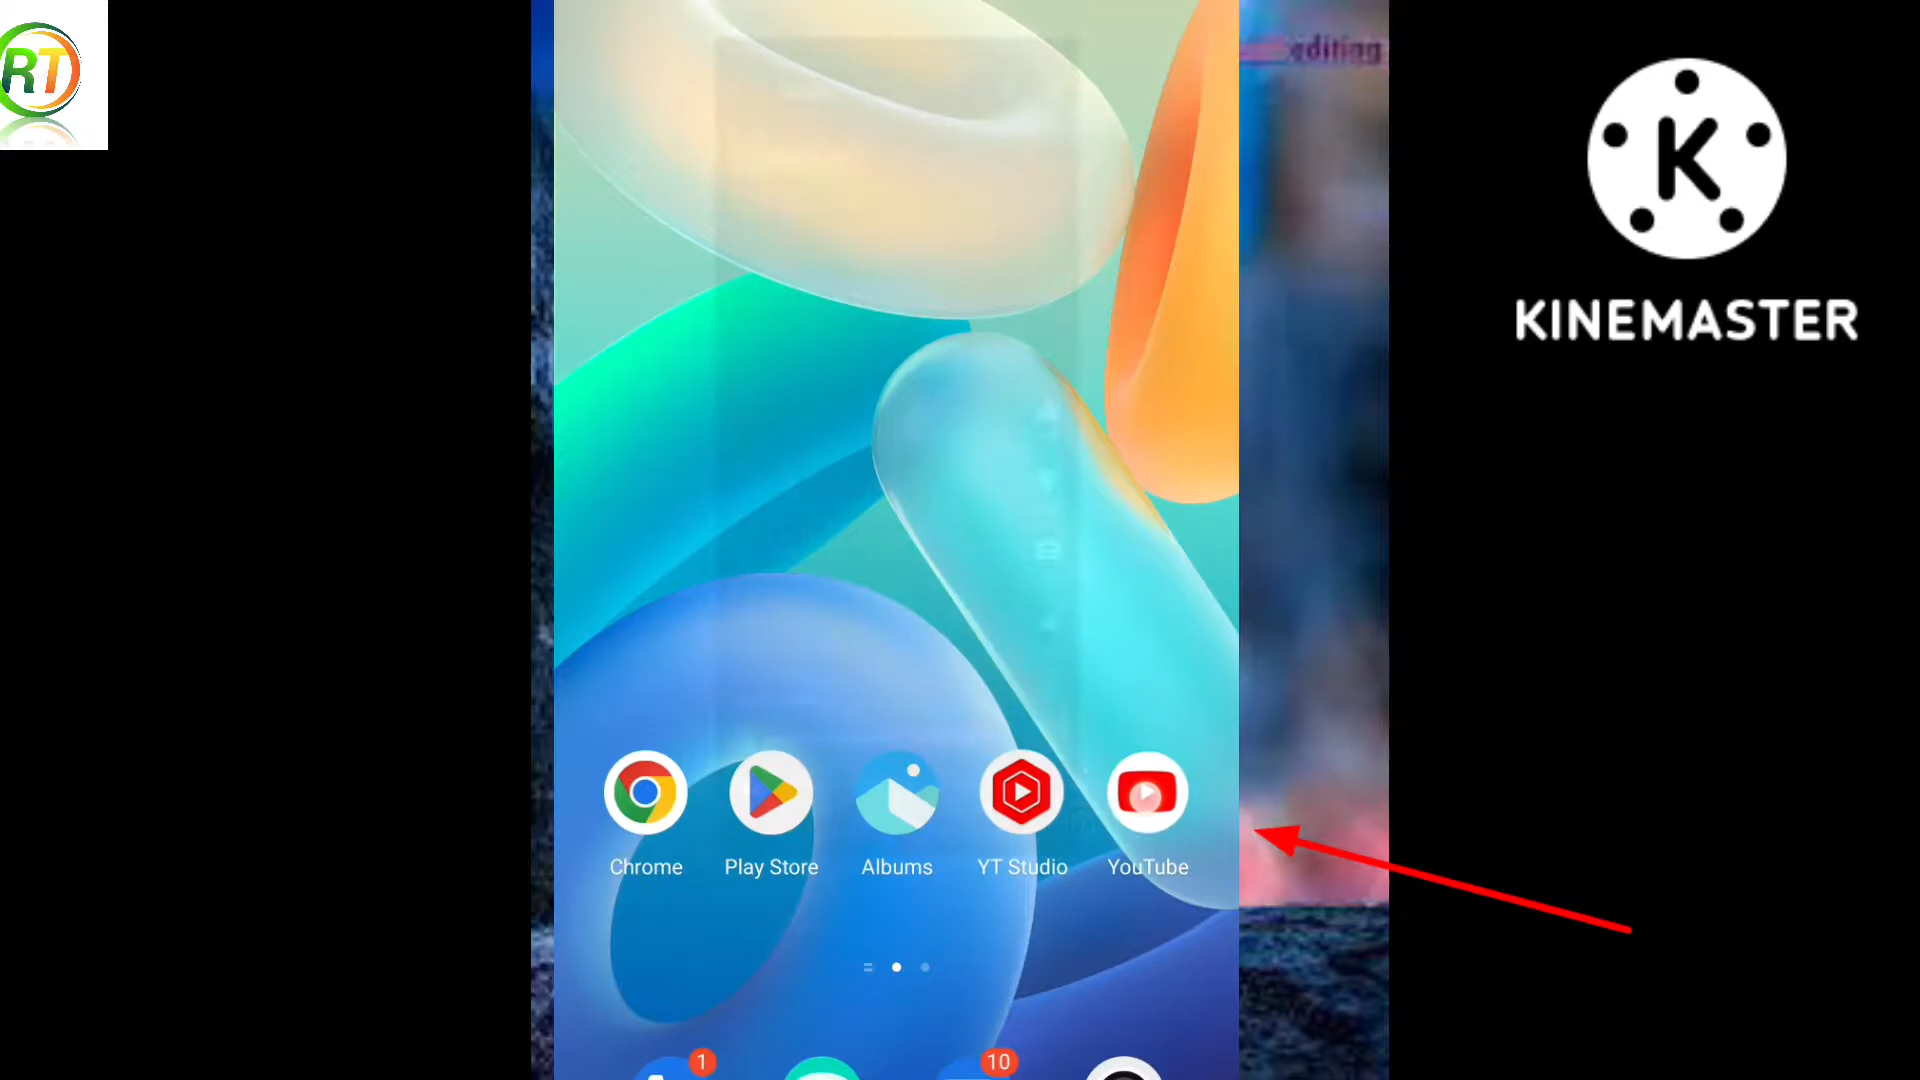 RT
editing
K
KINEMASTER
Chrome
Play Store
Albums
YT Studio
YouTube
1
10